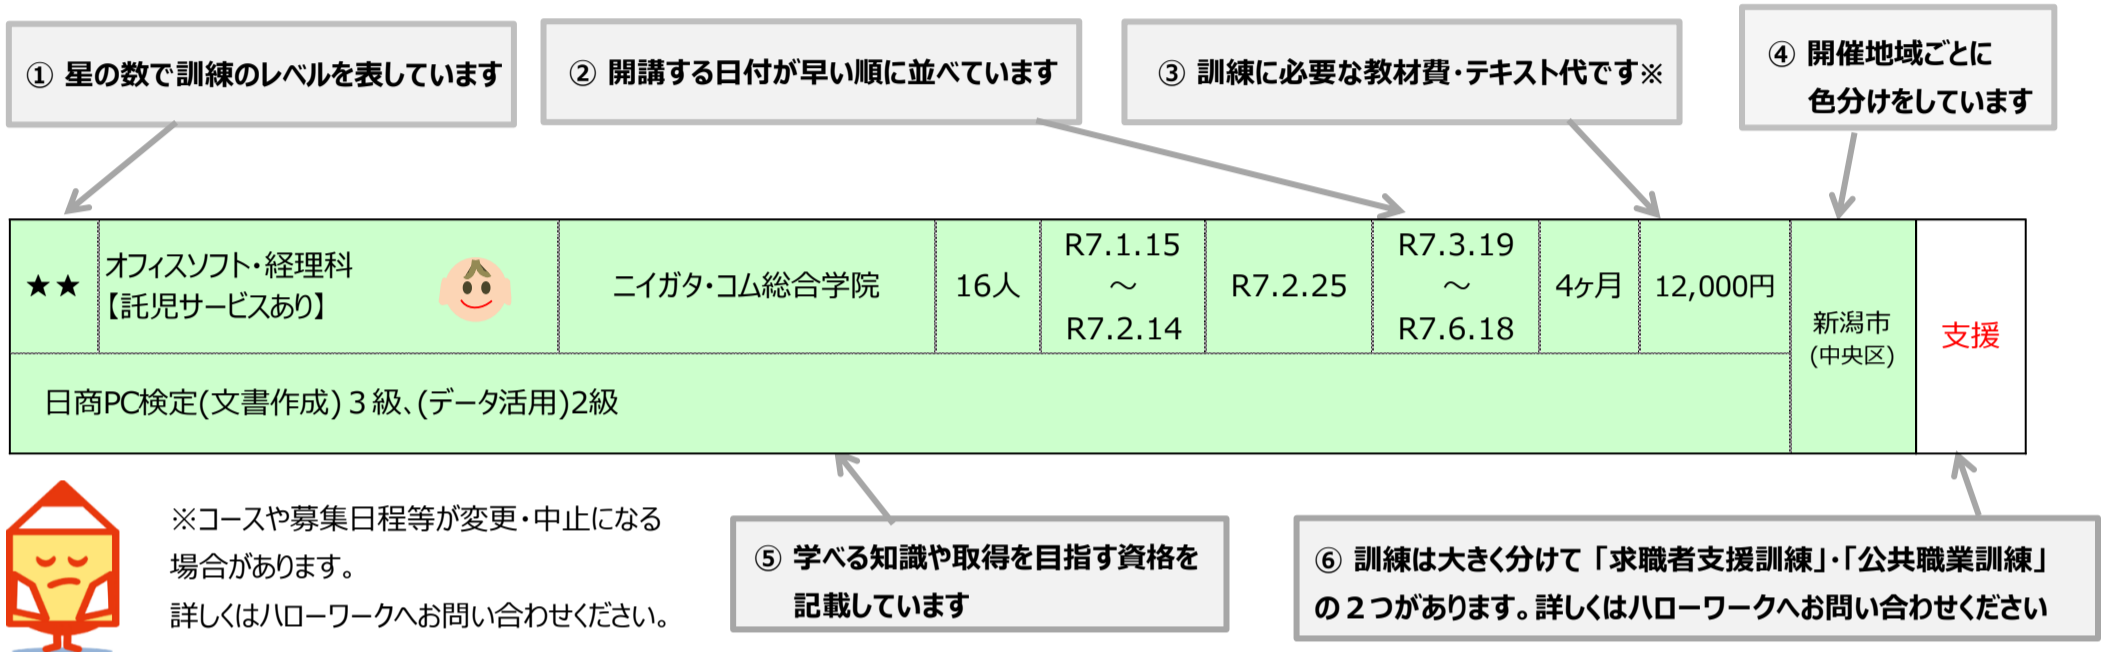 ① 星の数で訓練のレベルを表しています
② 開講する日付が早い順に並べています
③ 訓練に必要な教材費・テキスト代です※
④ 開催地域ごとに
色分けをしています
★★
オフィスソフト・経理科
【託児サービスあり】
ニイガタ・コム総合学院
16人
R7.1.15
～
R7.2.14
R7.2.25
R7.3.19
～
R7.6.18
4ヶ月
12,000円
新潟市
(中央区)
支援
日商PC検定(文書作成)３級、(データ活用)2級
※コースや募集日程等が変更・中止になる
場合があります。
詳しくはハローワークへお問い合わせください。
⑤ 学べる知識や取得を目指す資格を
記載しています
⑥ 訓練は大きく分けて「求職者支援訓練」・「公共職業訓練」
の２つがあります。詳しくはハローワークへお問い合わせください